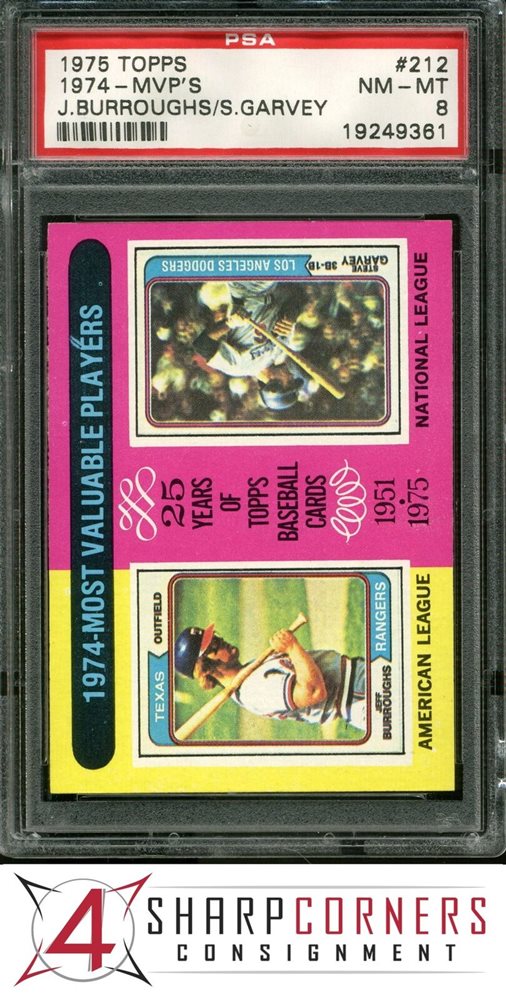 PSA
1975 TOPPS #212
1974-MVP'S NM-MT
J.BURROUGHS/S.GARVEY 8
19249361
1974-MOST VALUABLE PLAYERS
TEXAS OUTFIELD
JEFF BURROUGHS RANGERS
AMERICAN LEAGUE
25
YEARS
OF
TOPPS
BASEBALL
CARDS
1951
•
1975
LOS ANGELES DODGERS
STEVE 3B-1B
GARVEY
NATIONAL LEAGUE
4 SHARPCORNERS
CONSIGNMENT